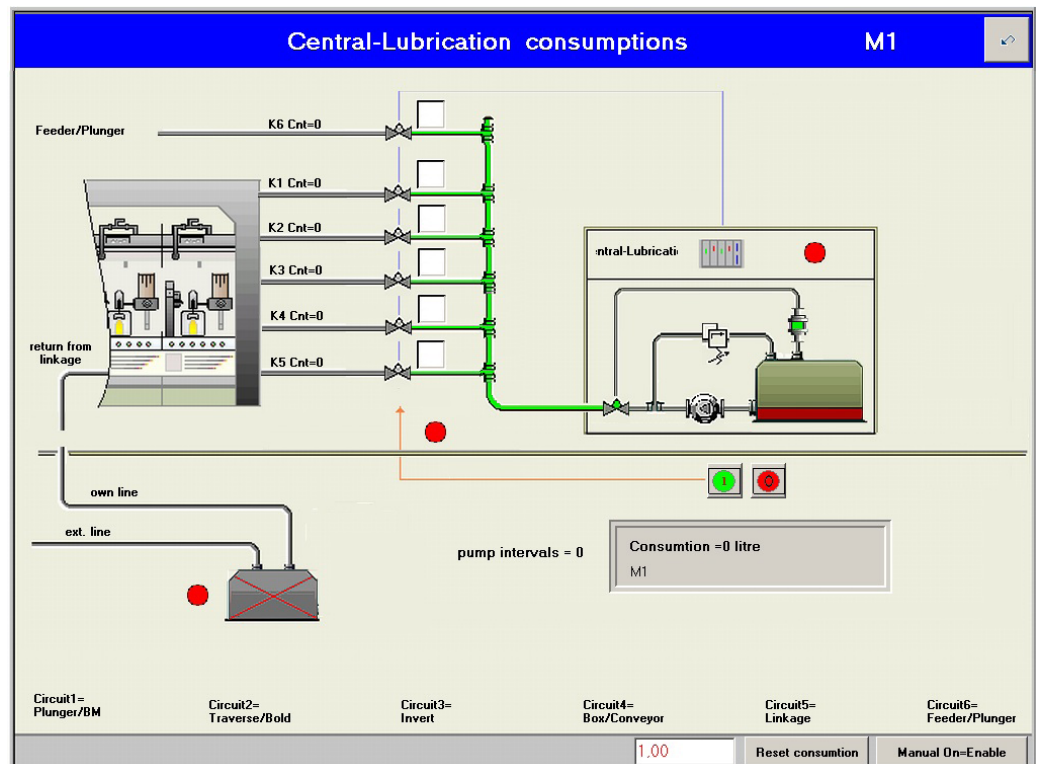 Central-Lubrication consumptions M1
Feeder/Plunger
K6 Cnt=0
K1 Cnt=0
K2 Cnt=0
K3 Cnt=0
K4 Cnt=0
K5 Cnt=0
ntral-Lubricati
return from
linkage
1
0
own line
ext. line
pump intervals = 0
Consumtion =0 litre
M1
Circuit1=
Plunger/BM
Circuit2=
Traverse/Bold
Circuit3=
Invert
Circuit4=
Box/Conveyor
Circuit5=
Linkage
Circuit6=
Feeder/Plunger
1,00
Reset consumtion
Manual On=Enable